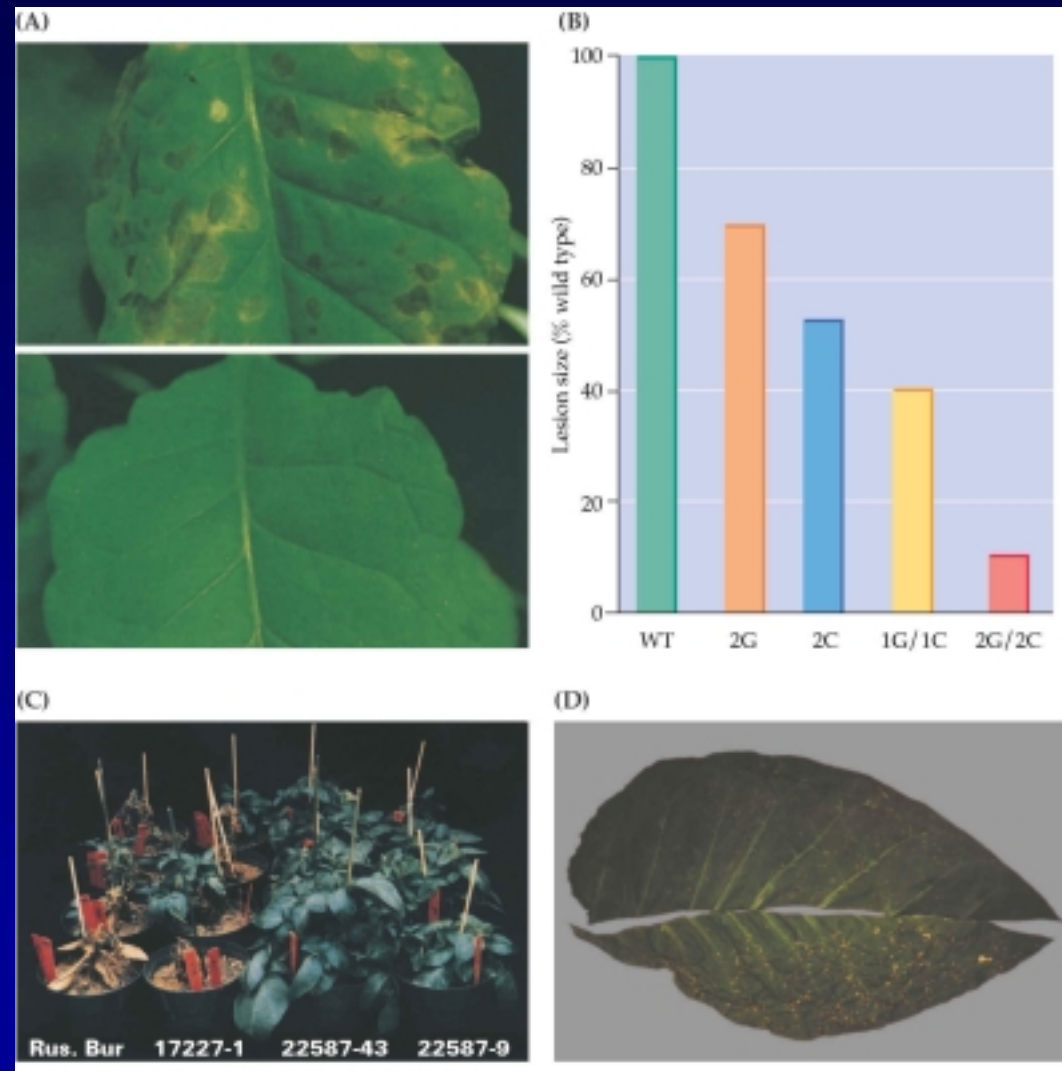 (A)
(B)
Lesion size (% wild type)
100
80
60
40
20
0
WT 2G 2C 1G/1C 2G/2C
(C)
Rus. Bur 17227-1 22587-43 22587-9
(D)